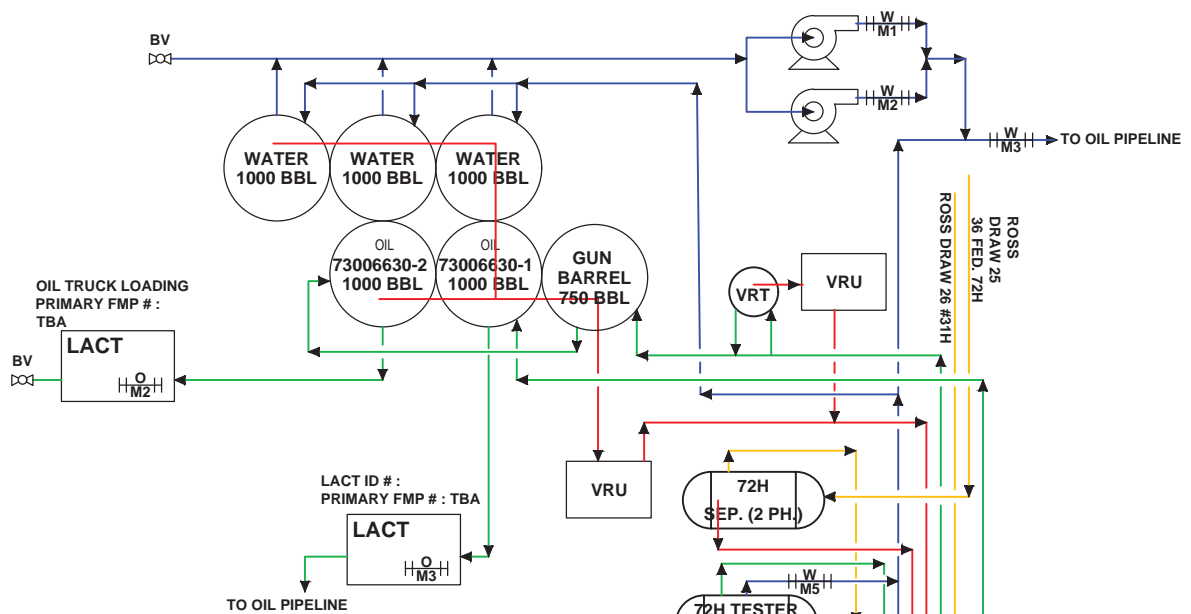 W
M1
BV
W
M2
W
M3
TO OIL PIPELINE
WATER
1000 BBL
WATER
1000 BBL
WATER
1000 BBL
ROSS
DRAW 25
36 FED. 72H
ROSS DRAW 26 #31H
OIL
73006630-2
1000 BBL
OIL
73006630-1
1000 BBL
GUN
BARREL
750 BBL
VRT
VRU
OIL TRUCK LOADING
PRIMARY FMP # :
TBA
LACT
BV
O
M2
LACT ID # :
PRIMARY FMP # : TBA
LACT
O
M3
TO OIL PIPELINE
VRU
72H
SEP. (2 PH.)
W
M5
72H TESTER